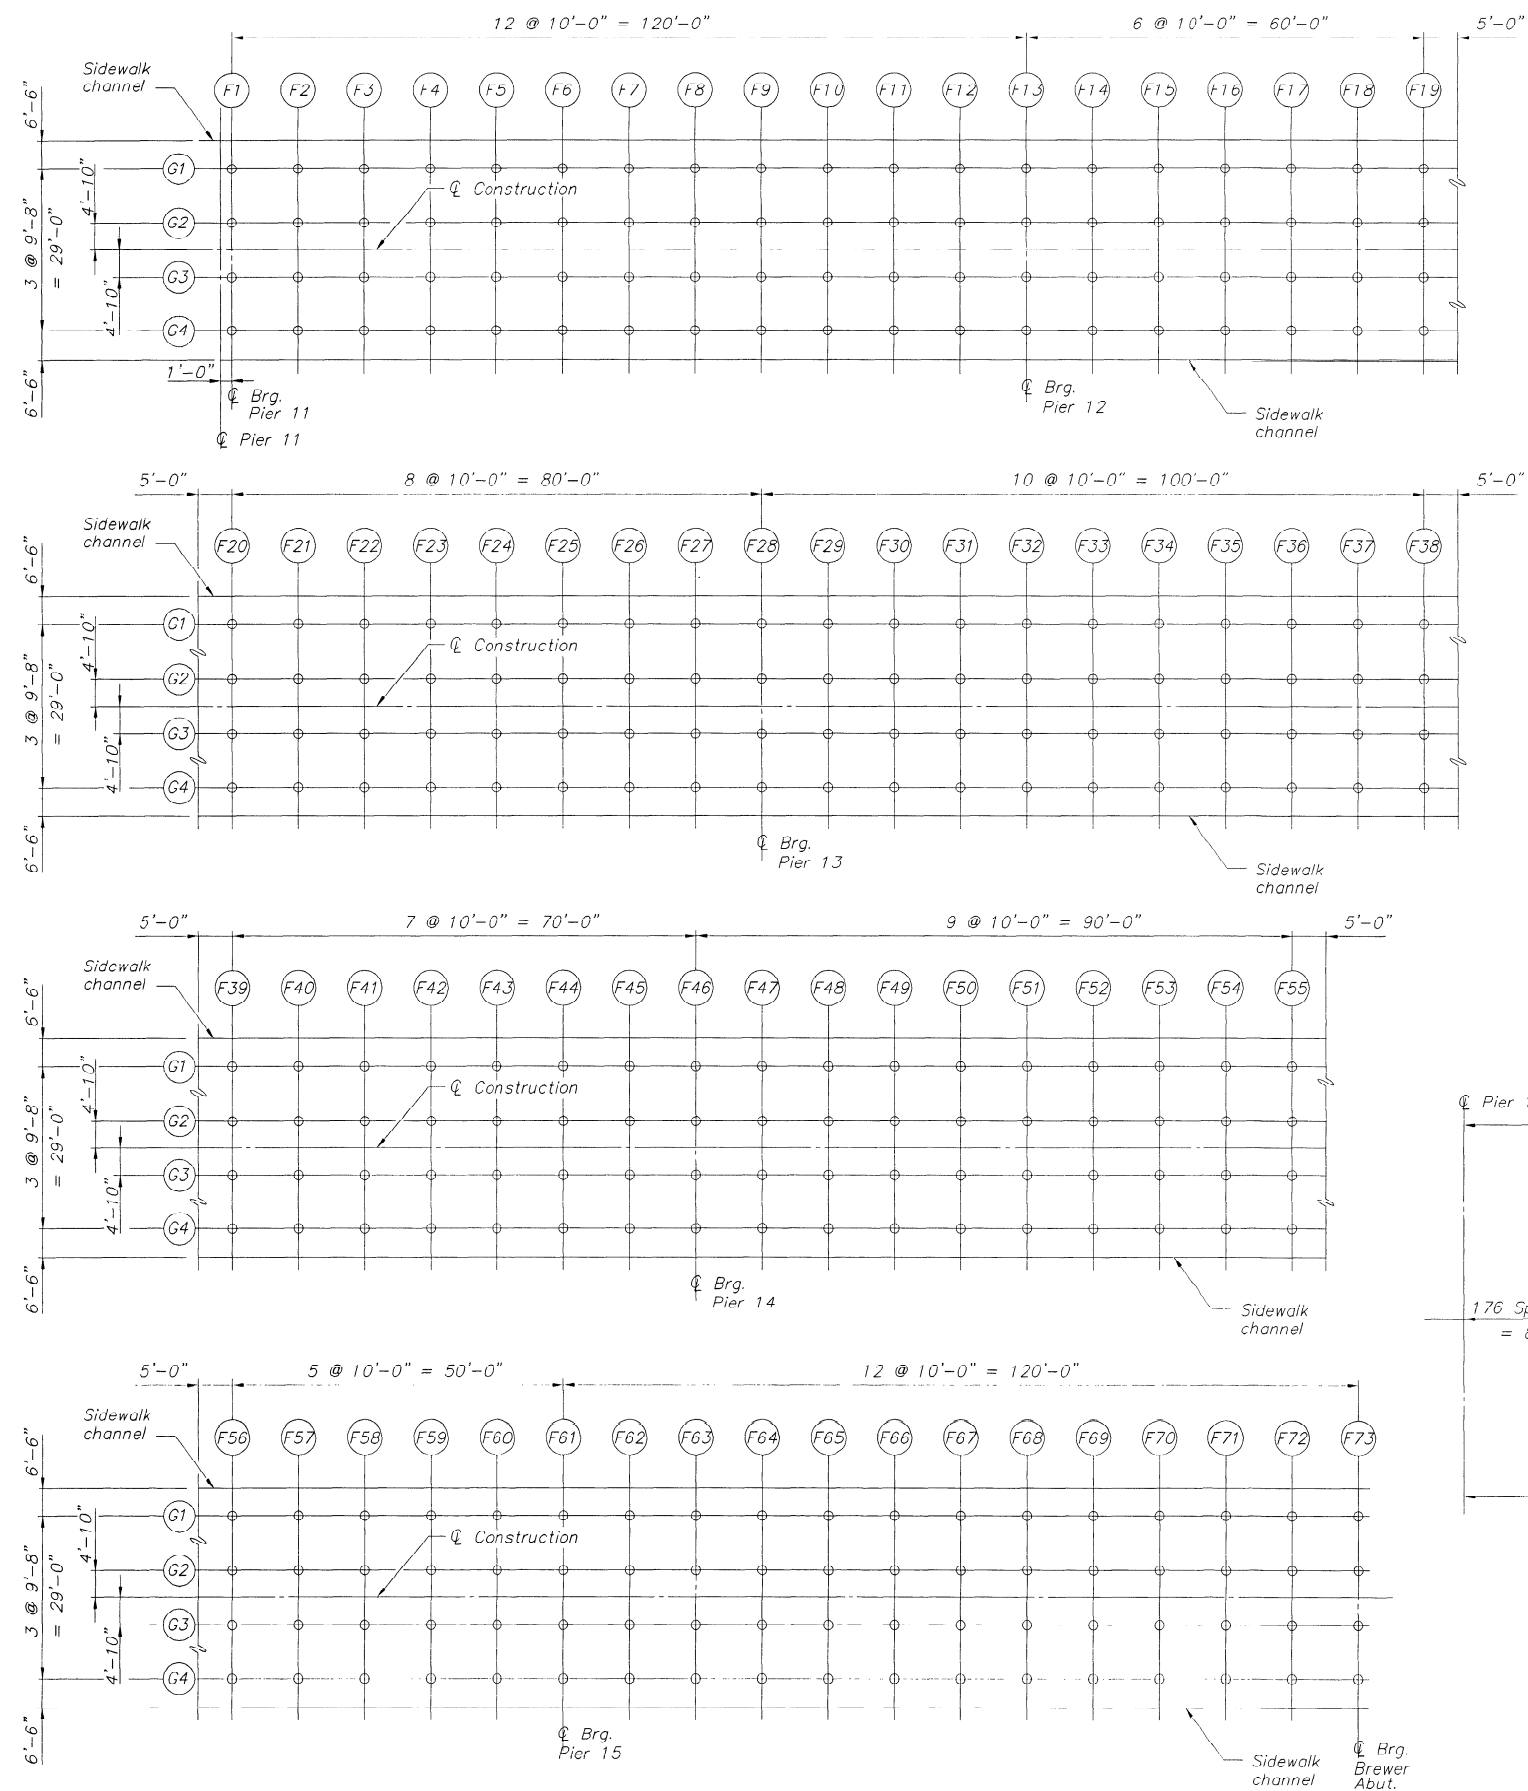 12 @ 10'-0" = 120'-0"
6 @ 10'-0" = 60'-0"
5'-0"
Sidewalk
channel
F1 F2 F3 F4 F5 F6 F7 F8 F9 F10 F11 F12 F13 F14 F15 F16 F17 F18 F19
6'-6"
4'-10"
3 @ 9'-8"
= 29'-0"
4'-10"
6'-6"
G1
G2
G3
G4
℄ Construction
1'-0"
℄ Brg.
Pier 11
℄ Pier 11
℄ Brg.
Pier 12
Sidewalk
channel
5'-0"
8 @ 10'-0" = 80'-0"
10 @ 10'-0" = 100'-0"
5'-0"
Sidewalk
channel
F20 F21 F22 F23 F24 F25 F26 F27 F28 F29 F30 F31 F32 F33 F34 F35 F36 F37 F38
6'-6"
4'-10"
3 @ 9'-8"
= 29'-0"
4'-10"
6'-6"
G1
G2
G3
G4
℄ Construction
℄ Brg.
Pier 13
Sidewalk
channel
5'-0"
7 @ 10'-0" = 70'-0"
9 @ 10'-0" = 90'-0"
5'-0"
Sidewalk
channel
F39 F40 F41 F42 F43 F44 F45 F46 F47 F48 F49 F50 F51 F52 F53 F54 F55
6'-6"
4'-10"
3 @ 9'-8"
= 29'-0"
4'-10"
6'-6"
G1
G2
G3
G4
℄ Construction
℄ Brg.
Pier 14
Sidewalk
channel
℄ Pier
176
=
5'-0"
5 @ 10'-0" = 50'-0"
12 @ 10'-0" = 120'-0"
Sidewalk
channel
F56 F57 F58 F59 F60 F61 F62 F63 F64 F65 F66 F67 F68 F69 F70 F71 F72 F73
6'-6"
4'-10"
3 @ 9'-8"
= 29'-0"
4'-10"
6'-6"
G1
G2
G3
G4
℄ Construction
℄ Brg.
Pier 15
Sidewalk
channel
℄ Brg.
Brewer
Abut.